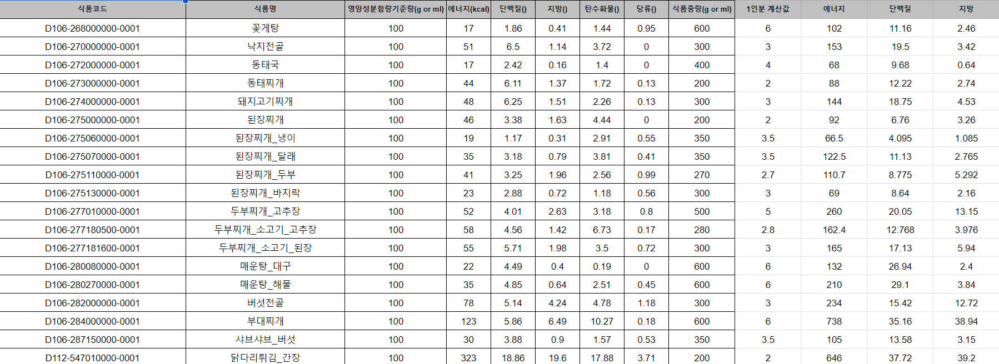 식품코드 식품명 영양성분함량기준량(g or ml) 에너지(kcal) 단백질() 지방() 탄수화물() 당류() 식품중량(g or ml) 1인분 계산값 에너지 단백질 지방
D106-268000000-0001 꽃게탕 100 17 1.86 0.41 1.44 0.95 600 6 102 11.16 2.46
D106-270000000-0001 낙지전골 100 51 6.5 1.14 3.72 0 300 3 153 19.5 3.42
D106-272000000-0001 동태국 100 17 2.42 0.16 1.4 0 400 4 68 9.68 0.64
D106-273000000-0001 동태찌개 100 44 6.11 1.37 1.72 0.13 200 2 88 12.22 2.74
D106-274000000-0001 돼지고기찌개 100 48 6.25 1.51 2.26 0.13 300 3 144 18.75 4.53
D106-275000000-0001 된장찌개 100 46 3.38 1.63 4.44 0 200 2 92 6.76 3.26
D106-275060000-0001 된장찌개_냉이 100 19 1.17 0.31 2.91 0.55 350 3.5 66.5 4.095 1.085
D106-275070000-0001 된장찌개_달래 100 35 3.18 0.79 3.81 0.41 350 3.5 122.5 11.13 2.765
D106-275110000-0001 된장찌개_두부 100 41 3.25 1.96 2.56 0.99 270 2.7 110.7 8.775 5.292
D106-275130000-0001 된장찌개_바지락 100 23 2.88 0.72 1.18 0.56 300 3 69 8.64 2.16
D106-277010000-0001 두부찌개_고추장 100 52 4.01 2.63 3.18 0.8 500 5 260 20.05 13.15
D106-277180500-0001 두부찌개_소고기_고추장 100 58 4.56 1.42 6.73 0.17 280 2.8 162.4 12.768 3.976
D106-277181600-0001 두부찌개_소고기_된장 100 55 5.71 1.98 3.5 0.72 300 3 165 17.13 5.94
D106-280080000-0001 매운탕_대구 100 22 4.49 0.4 0.19 0 600 6 132 26.94 2.4
D106-280270000-0001 매운탕_해물 100 35 4.85 0.64 2.51 0.45 600 6 210 29.1 3.84
D106-282000000-0001 버섯전골 100 78 5.14 4.24 4.78 1.18 300 3 234 15.42 12.72
D106-284000000-0001 부대찌개 100 123 5.86 6.49 10.27 0.18 600 6 738 35.16 38.94
D106-287150000-0001 샤브샤브_버섯 100 30 3.88 0.9 1.57 0.53 350 3.5 105 13.58 3.15
D112-547010000-0001 닭다리튀김_간장 100 323 18.86 19.6 17.88 3.71 200 2 646 37.72 39.2